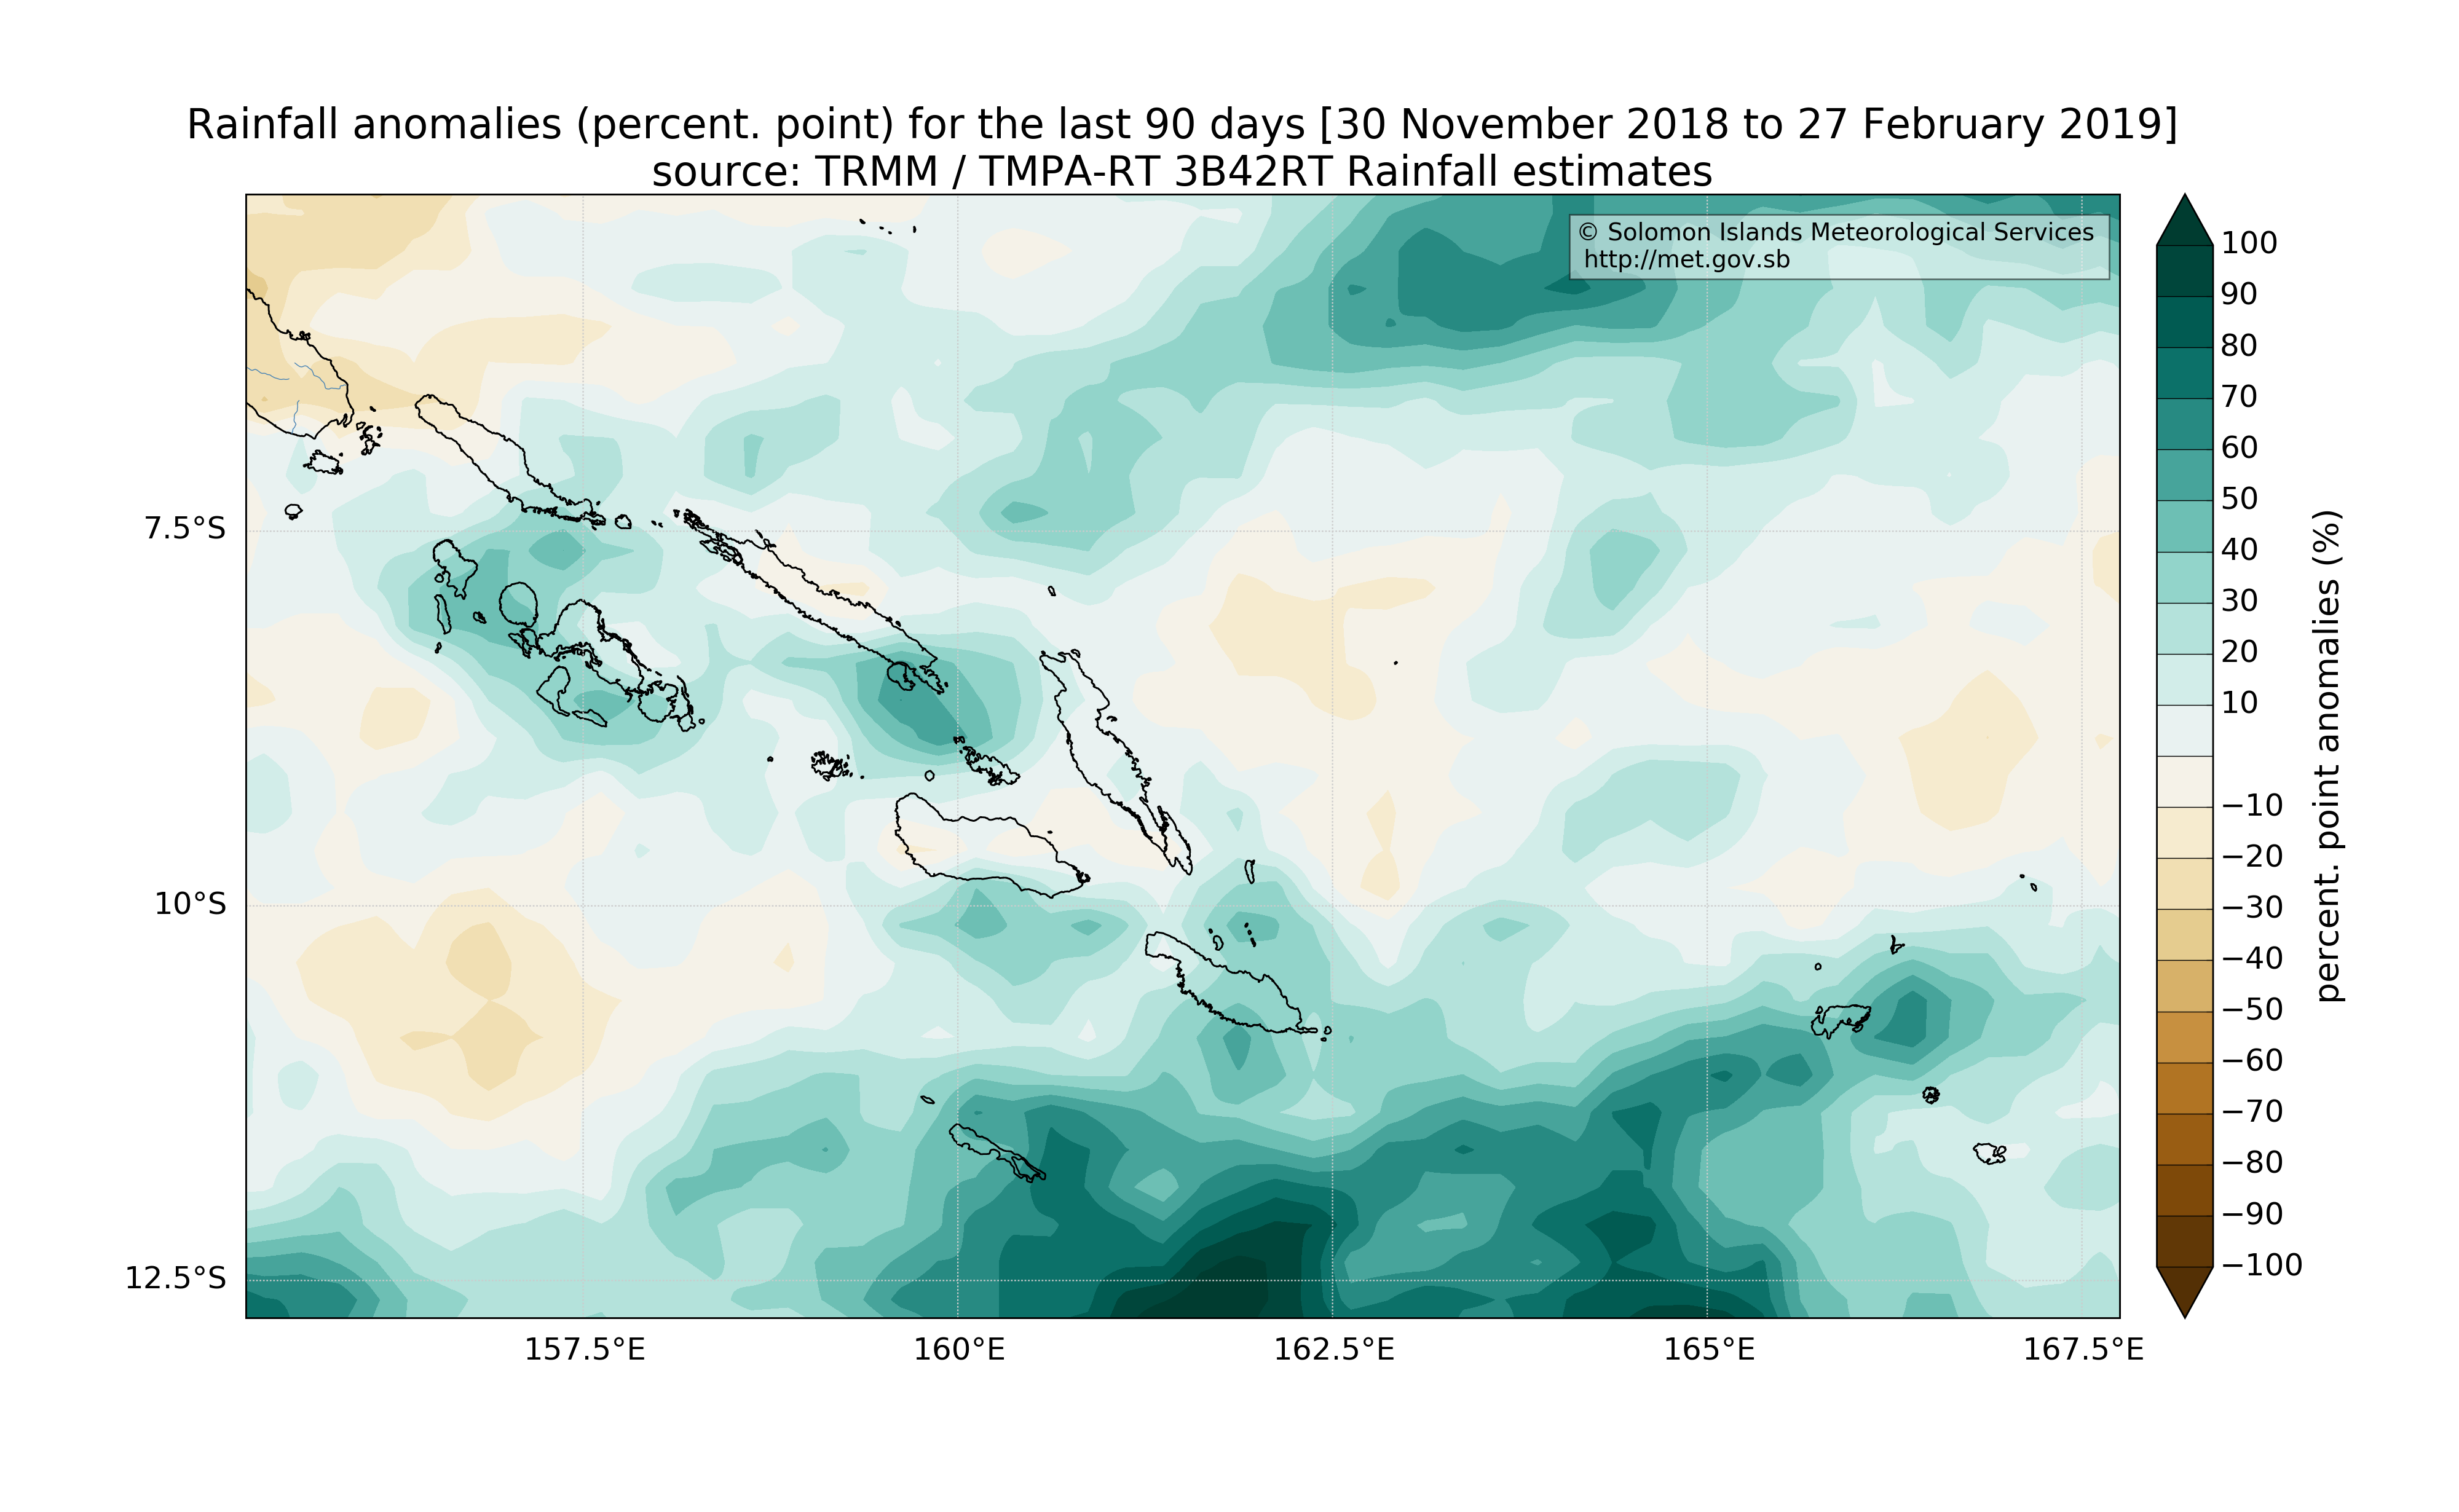 Rainfall anomalies (percent. point) for the last 90 days [30 November 2018 to 27 February 2019]
source: TRMM / TMPA-RT 3B42RT Rainfall estimates
© Solomon Islands Meteorological Services
http://met.gov.sb
7.5°S
10°S
12.5°S
157.5°E
160°E
162.5°E
165°E
167.5°E
100
90
80
70
60
50
40
30
20
10
−10
−20
−30
−40
−50
−60
−70
−80
−90
−100
percent. point anomalies (%)